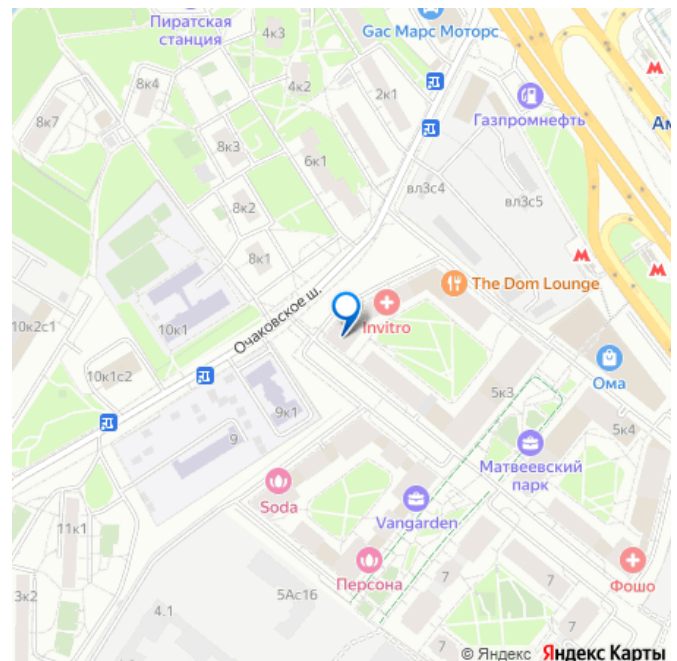 Пиратская
станция
4к3
Gac Марс Моторс
8к4
4к2
2к1
8к7
Газпромнефть
Ам
8к3
6к1
вл3с4
вл3с5
8к2
8к1
The Dom Lounge
Очаковское ш.
Invitro
10к2с1
10к1
Ома
10к1с2
5к3
9к1
5к4
9
Матвеевский
парк
Soda
Vangarden
11к1
Персона
7
Фошо
3к2
5Ас16
7
4.1
7
© Яндекс Яндекс Карты